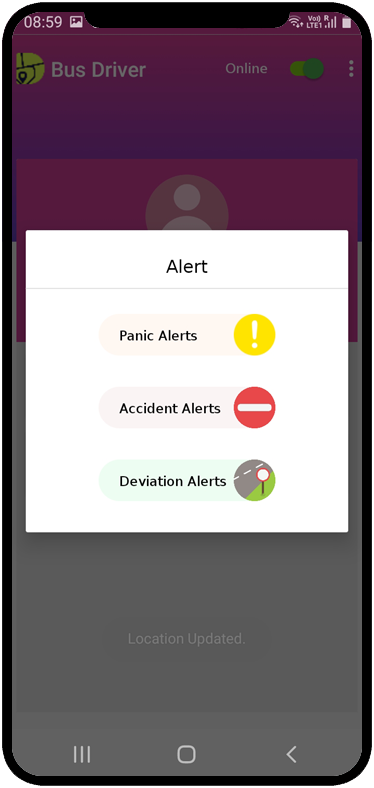 08:59
Vo)) R
LTE1
Bus Driver Online
Alert
Panic Alerts
Accident Alerts
Deviation Alerts
Location Updated.